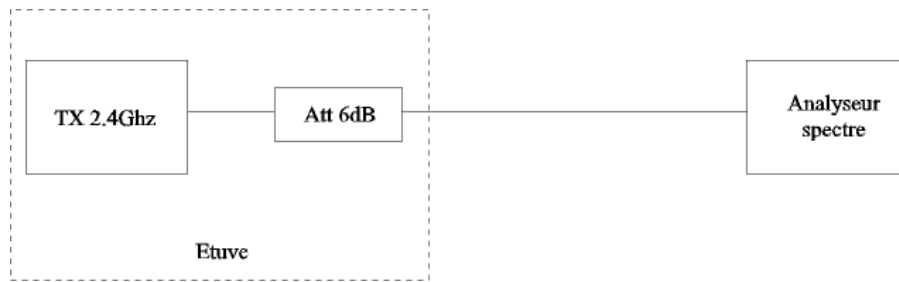 TX 2.4Ghz
Att 6dB
Analyseur
spectre
Etuve